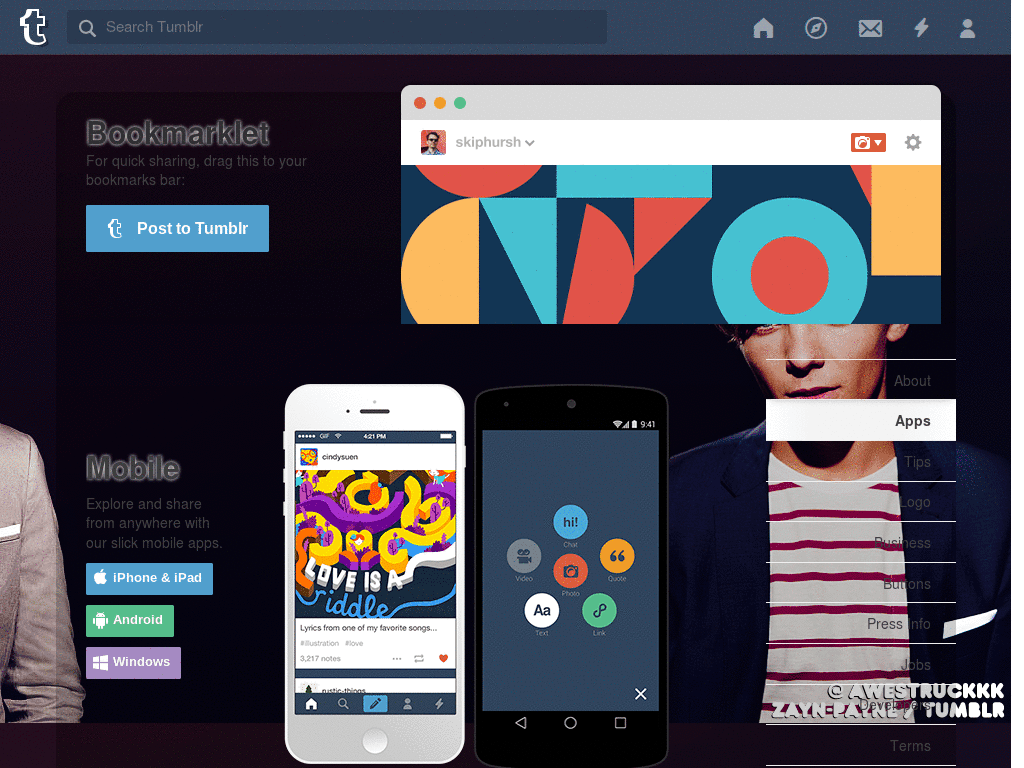 Search Tumblr
Bookmarklet
For quick sharing, drag this to your
bookmarks bar:
Post to Tumblr
skiphursh
Mobile
Explore and share
from anywhere with
our slick mobile apps.
iPhone & iPad
Android
Windows
GIF
4:21 PM
cindysuen
LOVE IS A
riddle
Lyrics from one of my favorite songs...
#illustration #love
3,217 notes
rustic-things
9:41
hi!
Chat
Video
Quote
Photo
Aa
Text
Link
About
Apps
Tips
Logo
Business
Buttons
Press Info
Jobs
Developers
Terms
© AWESTRUCKKK
ZAYN-PAYNE / TUMBLR